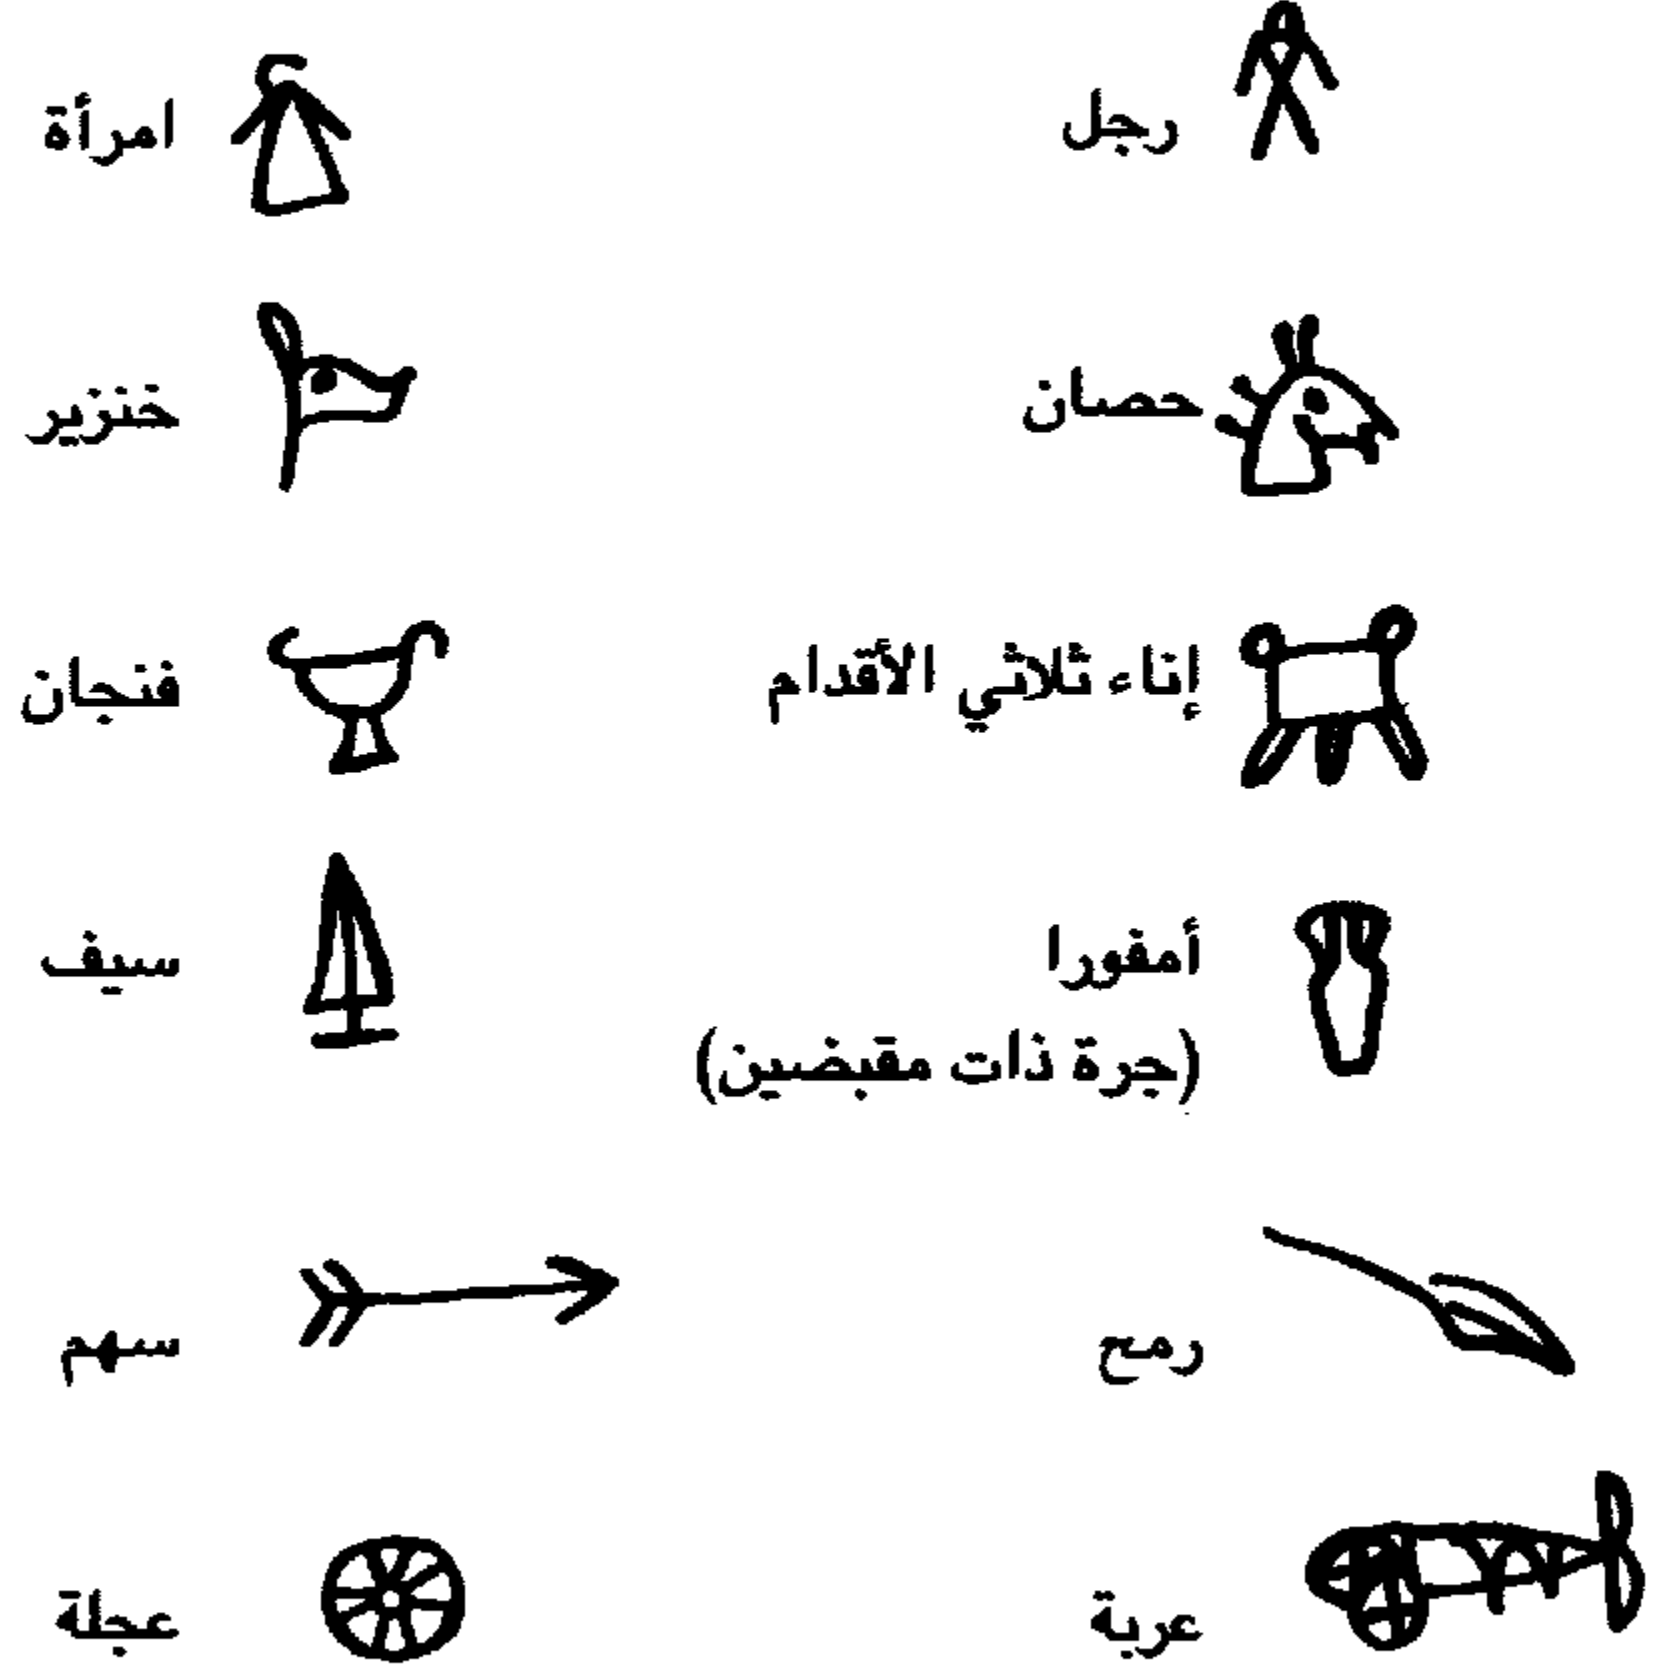 رجل
امرأة
حصان
خنزير
إناء ثلاثي الأقدام
فنجان
أمفورا
(جرة ذات مقبضين)
سيف
رمح
سهم
عربة
عجلة